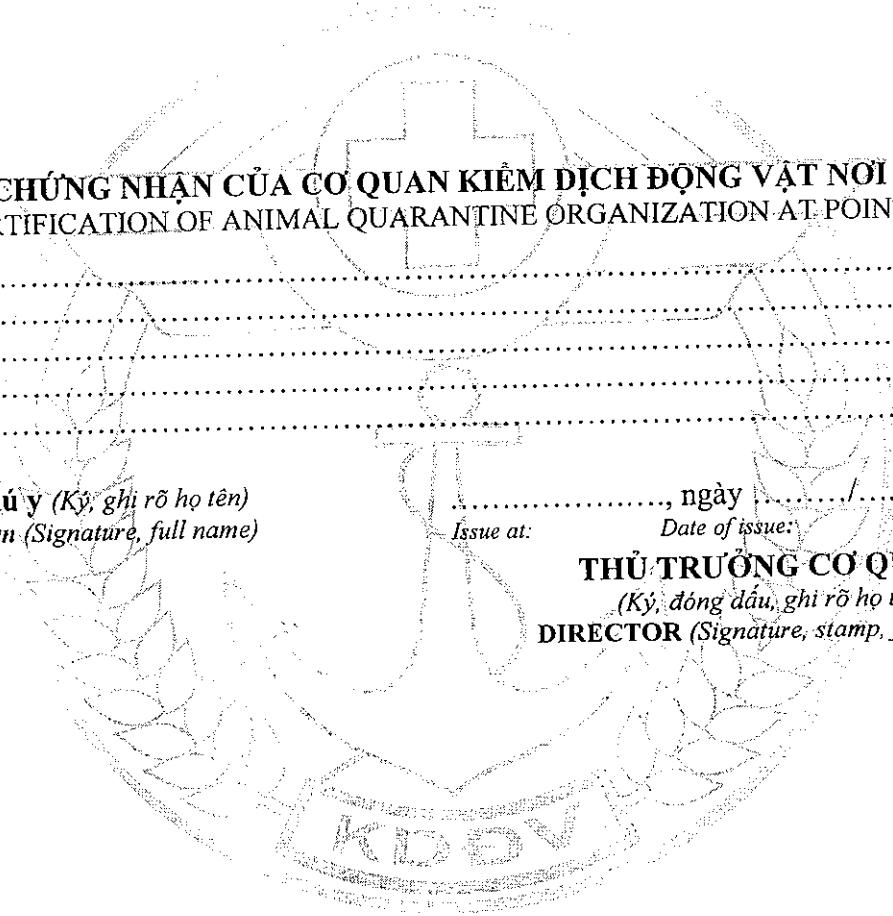 CHỨNG NHẬN CỦA CƠ QUAN KIỂM DỊCH ĐỘNG VẬT NƠI
RTIFICATION OF ANIMAL QUARANTINE ORGANIZATION AT POIN
..........................................................................................
..........................................................................................
..........................................................................................
..........................................................................................
..........................................................................................
ú y (Ký, ghi rõ họ tên)
n (Signature, full name)
......................, ngày ........../....
Issue at: Date of issue:
THỦ TRƯỞNG CƠ Q
(Ký, đóng dấu, ghi rõ họ
DIRECTOR (Signature, stamp,
KDĐV